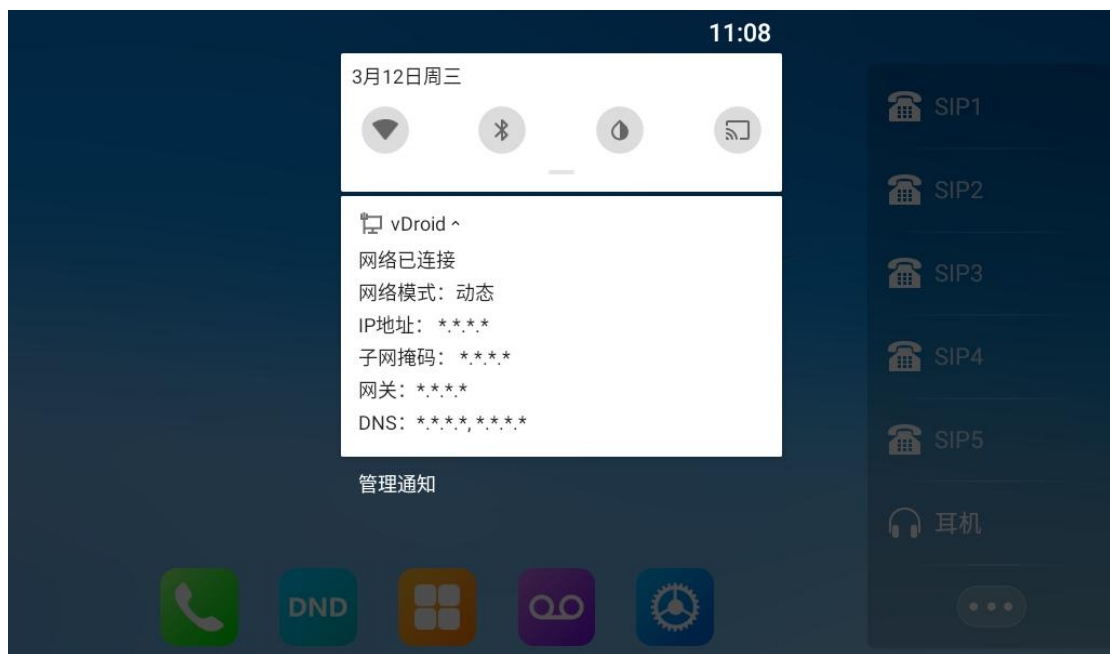 11:08
3月12日周三
vDroid
网络已连接
网络模式：动态
IP地址： *.*.*.*
子网掩码： *.*.*.*
网关：*.*.*.*
DNS：*.*.*.*, *.*.*.*
管理通知
SIP1
SIP2
SIP3
SIP4
SIP5
耳机
DND